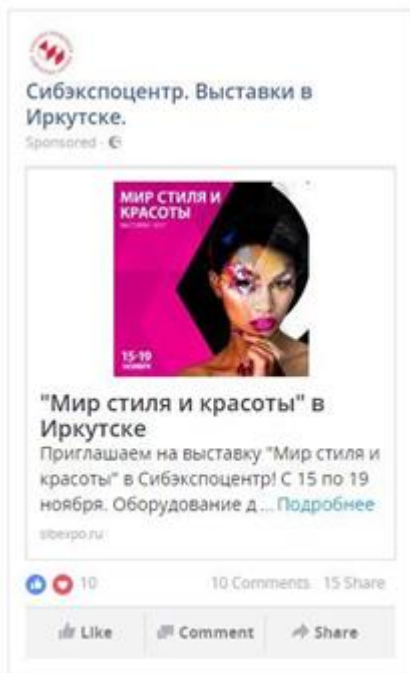 Сибэкспоцентр. Выставки в
Иркутске.
Sponsored ·
МИР СТИЛЯ И
КРАСОТЫ
15-19
НОЯБРЯ
"Мир стиля и красоты" в
Иркутске
Приглашаем на выставку "Мир стиля и
красоты" в Сибэкспоцентр! С 15 по 19
ноября. Оборудование д ... Подробнее
sibexpo.ru
10 10 Comments 15 Share
Like Comment Share